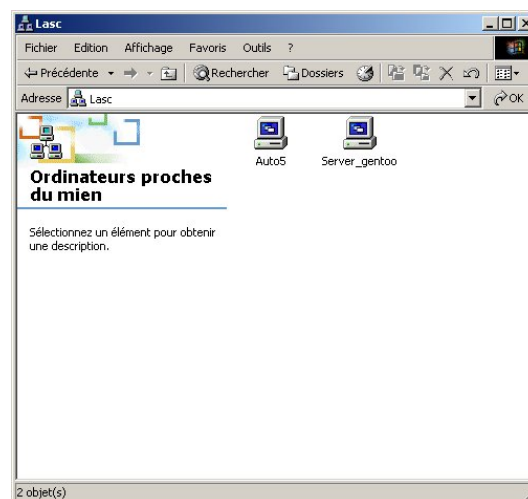 Lasc
Fichier Edition Affichage Favoris Outils ?
Précédente Rechercher Dossiers
Adresse Lasc OK
Auto5 Server_gentoo
Ordinateurs proches
du mien
Sélectionnez un élément pour obtenir
une description.
2 objet(s)